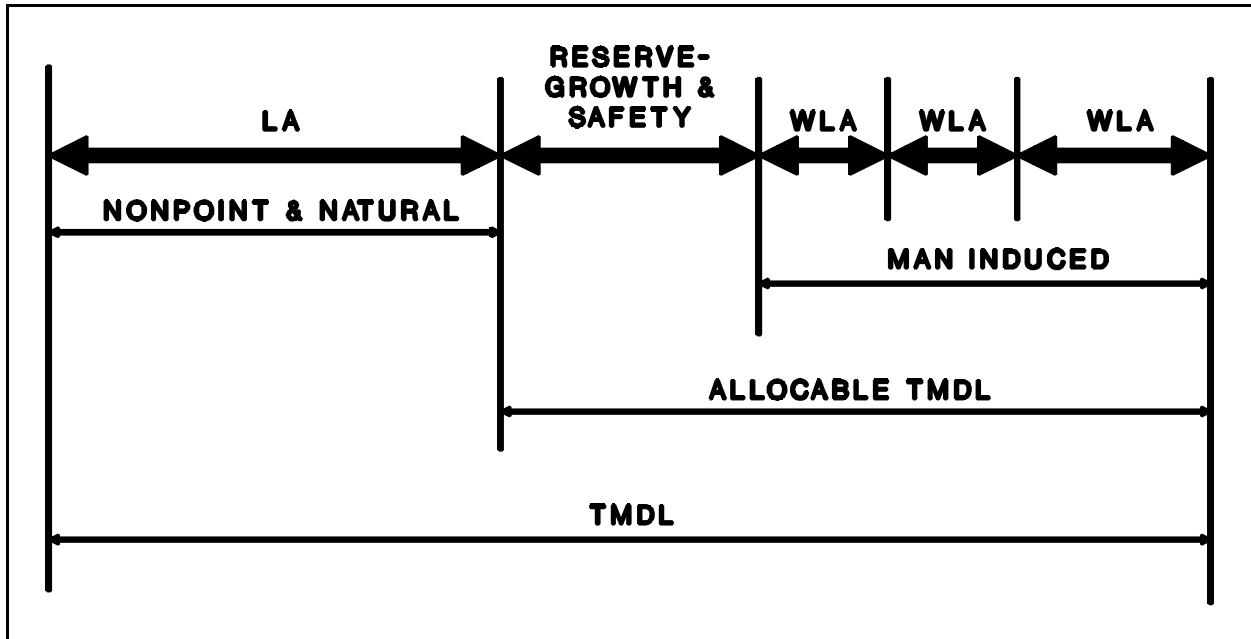 RESERVE-
GROWTH &
SAFETY
LA
WLA
WLA
WLA
NONPOINT & NATURAL
MAN INDUCED
ALLOCABLE TMDL
TMDL